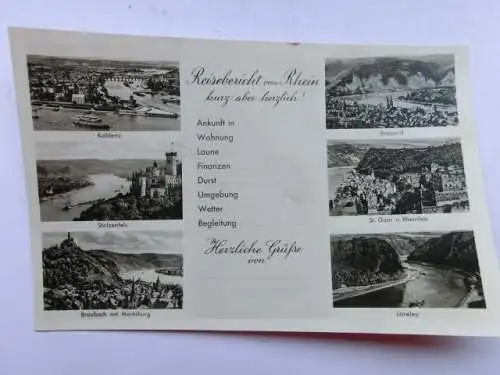 Reisebericht vom Rhein
kurz aber herzlich!
Ankunft in
Wohnung
Laune
Finanzen
Durst
Umgebung
Wetter
Begleitung
Herzliche Grüße
von
Koblenz
Stolzenfels
Braubach mit Marksburg
Boppard
St. Goar u. Rheinfels
Loreley